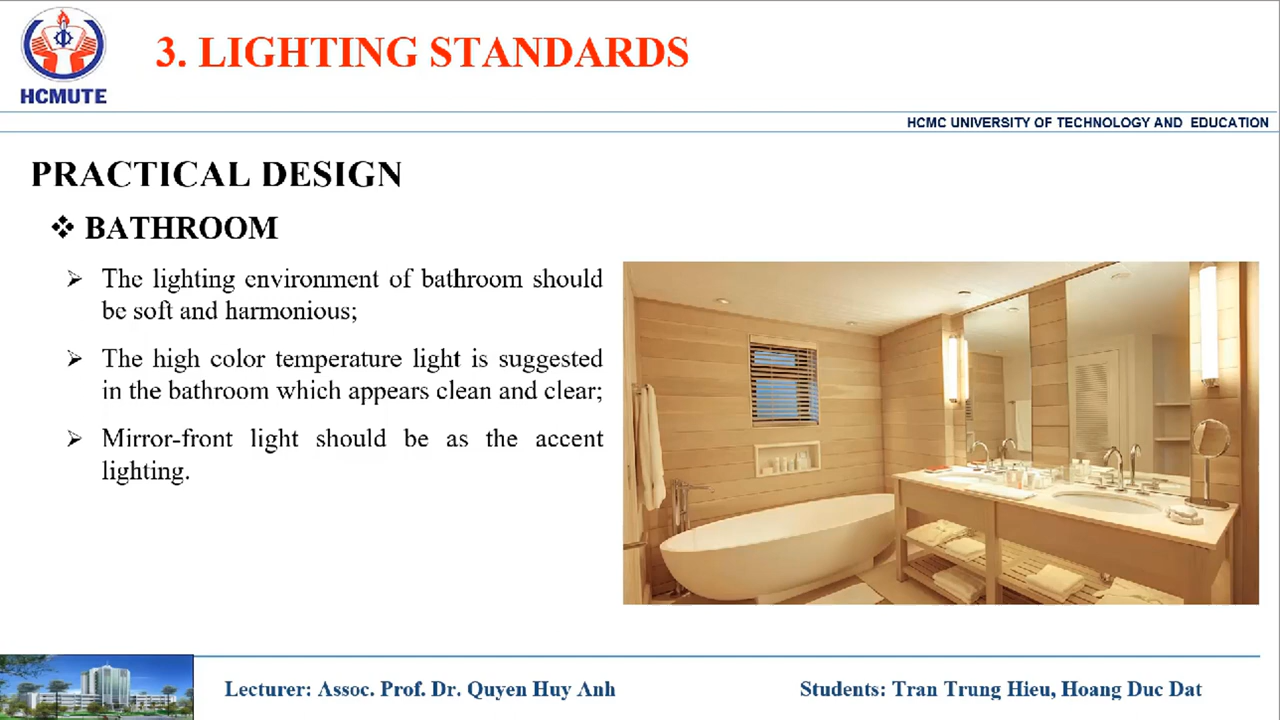 3. LIGHTING STANDARDS
HCMUTE
HCMC UNIVERSITY OF TECHNOLOGY AND EDUCATION
PRACTICAL DESIGN
❖ BATHROOM
➢ The lighting environment of bathroom should
be soft and harmonious;
➢ The high color temperature light is suggested
in the bathroom which appears clean and clear;
➢ Mirror-front light should be as the accent
lighting.
Lecturer: Assoc. Prof. Dr. Quyen Huy Anh
Students: Tran Trung Hieu, Hoang Duc Dat